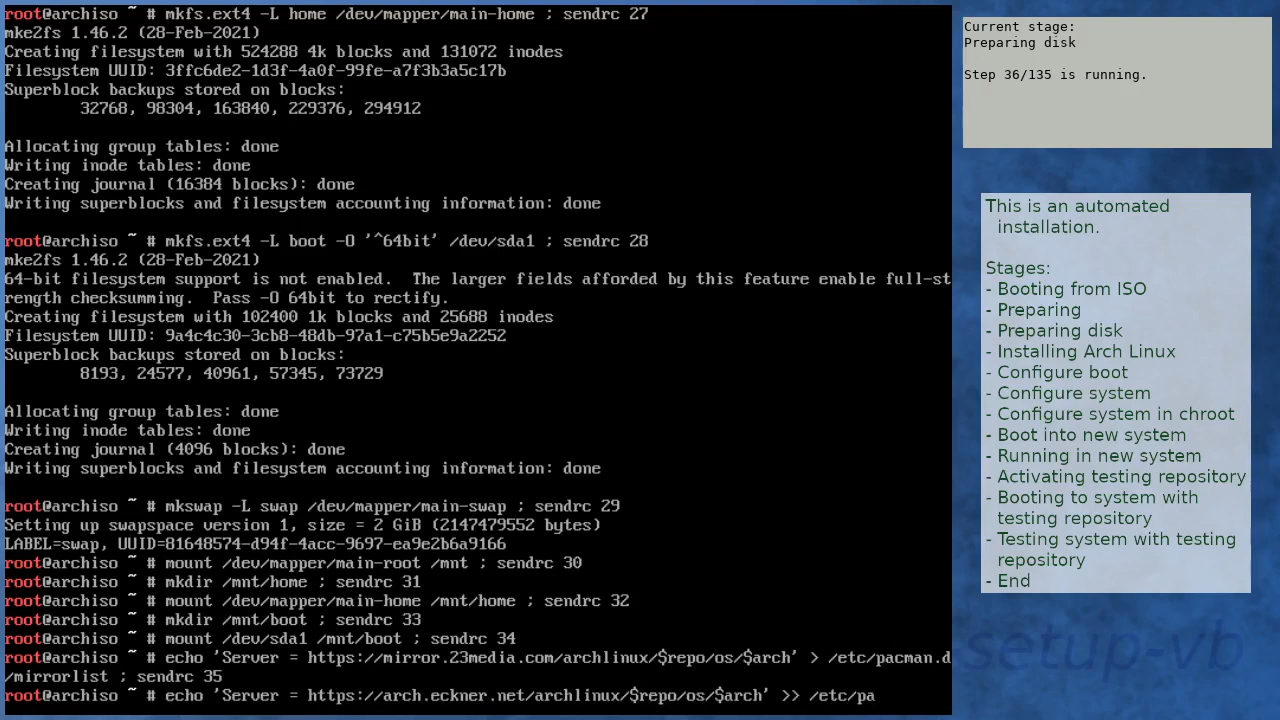 root@archiso ~ # mkfs.ext4 -L home /dev/mapper/main-home ; sendrc 27
mke2fs 1.46.2 (28-Feb-2021)
Creating filesystem with 524288 4k blocks and 131072 inodes
Filesystem UUID: 3ffc6de2-1d3f-4a0f-99fe-a7f3b3a5c17b
Superblock backups stored on blocks:
32768, 98304, 163840, 229376, 294912
Allocating group tables: done
Writing inode tables: done
Creating journal (16384 blocks): done
Writing superblocks and filesystem accounting information: done
root@archiso ~ # mkfs.ext4 -L boot -O '^64bit' /dev/sda1 ; sendrc 28
mke2fs 1.46.2 (28-Feb-2021)
64-bit filesystem support is not enabled.  The larger fields afforded by this feature enable full-st
rength checksumming.  Pass -O 64bit to rectify.
Creating filesystem with 102400 1k blocks and 25688 inodes
Filesystem UUID: 9a4c4c30-3cb8-48db-97a1-c75b5e9a2252
Superblock backups stored on blocks:
8193, 24577, 40961, 57345, 73729
Allocating group tables: done
Writing inode tables: done
Creating journal (4096 blocks): done
Writing superblocks and filesystem accounting information: done
root@archiso ~ # mkswap -L swap /dev/mapper/main-swap ; sendrc 29
Setting up swapspace version 1, size = 2 GiB (2147479552 bytes)
LABEL=swap, UUID=81648574-d94f-4acc-9697-ea9e2b6a9166
root@archiso ~ # mount /dev/mapper/main-root /mnt ; sendrc 30
root@archiso ~ # mkdir /mnt/home ; sendrc 31
root@archiso ~ # mount /dev/mapper/main-home /mnt/home ; sendrc 32
root@archiso ~ # mkdir /mnt/boot ; sendrc 33
root@archiso ~ # mount /dev/sda1 /mnt/boot ; sendrc 34
root@archiso ~ # echo 'Server = https://mirror.23media.com/archlinux/$repo/os/$arch' > /etc/pacman.d
/mirrorlist ; sendrc 35
root@archiso ~ # echo 'Server = https://arch.eckner.net/archlinux/$repo/os/$arch' >> /etc/pa
Current stage:
Preparing disk
Step 36/135 is running.
This is an automated
installation.
Stages:
- Booting from ISO
- Preparing
- Preparing disk
- Installing Arch Linux
- Configure boot
- Configure system
- Configure system in chroot
- Boot into new system
- Running in new system
- Activating testing repository
- Booting to system with
testing repository
- Testing system with testing
repository
- End
setup-vb